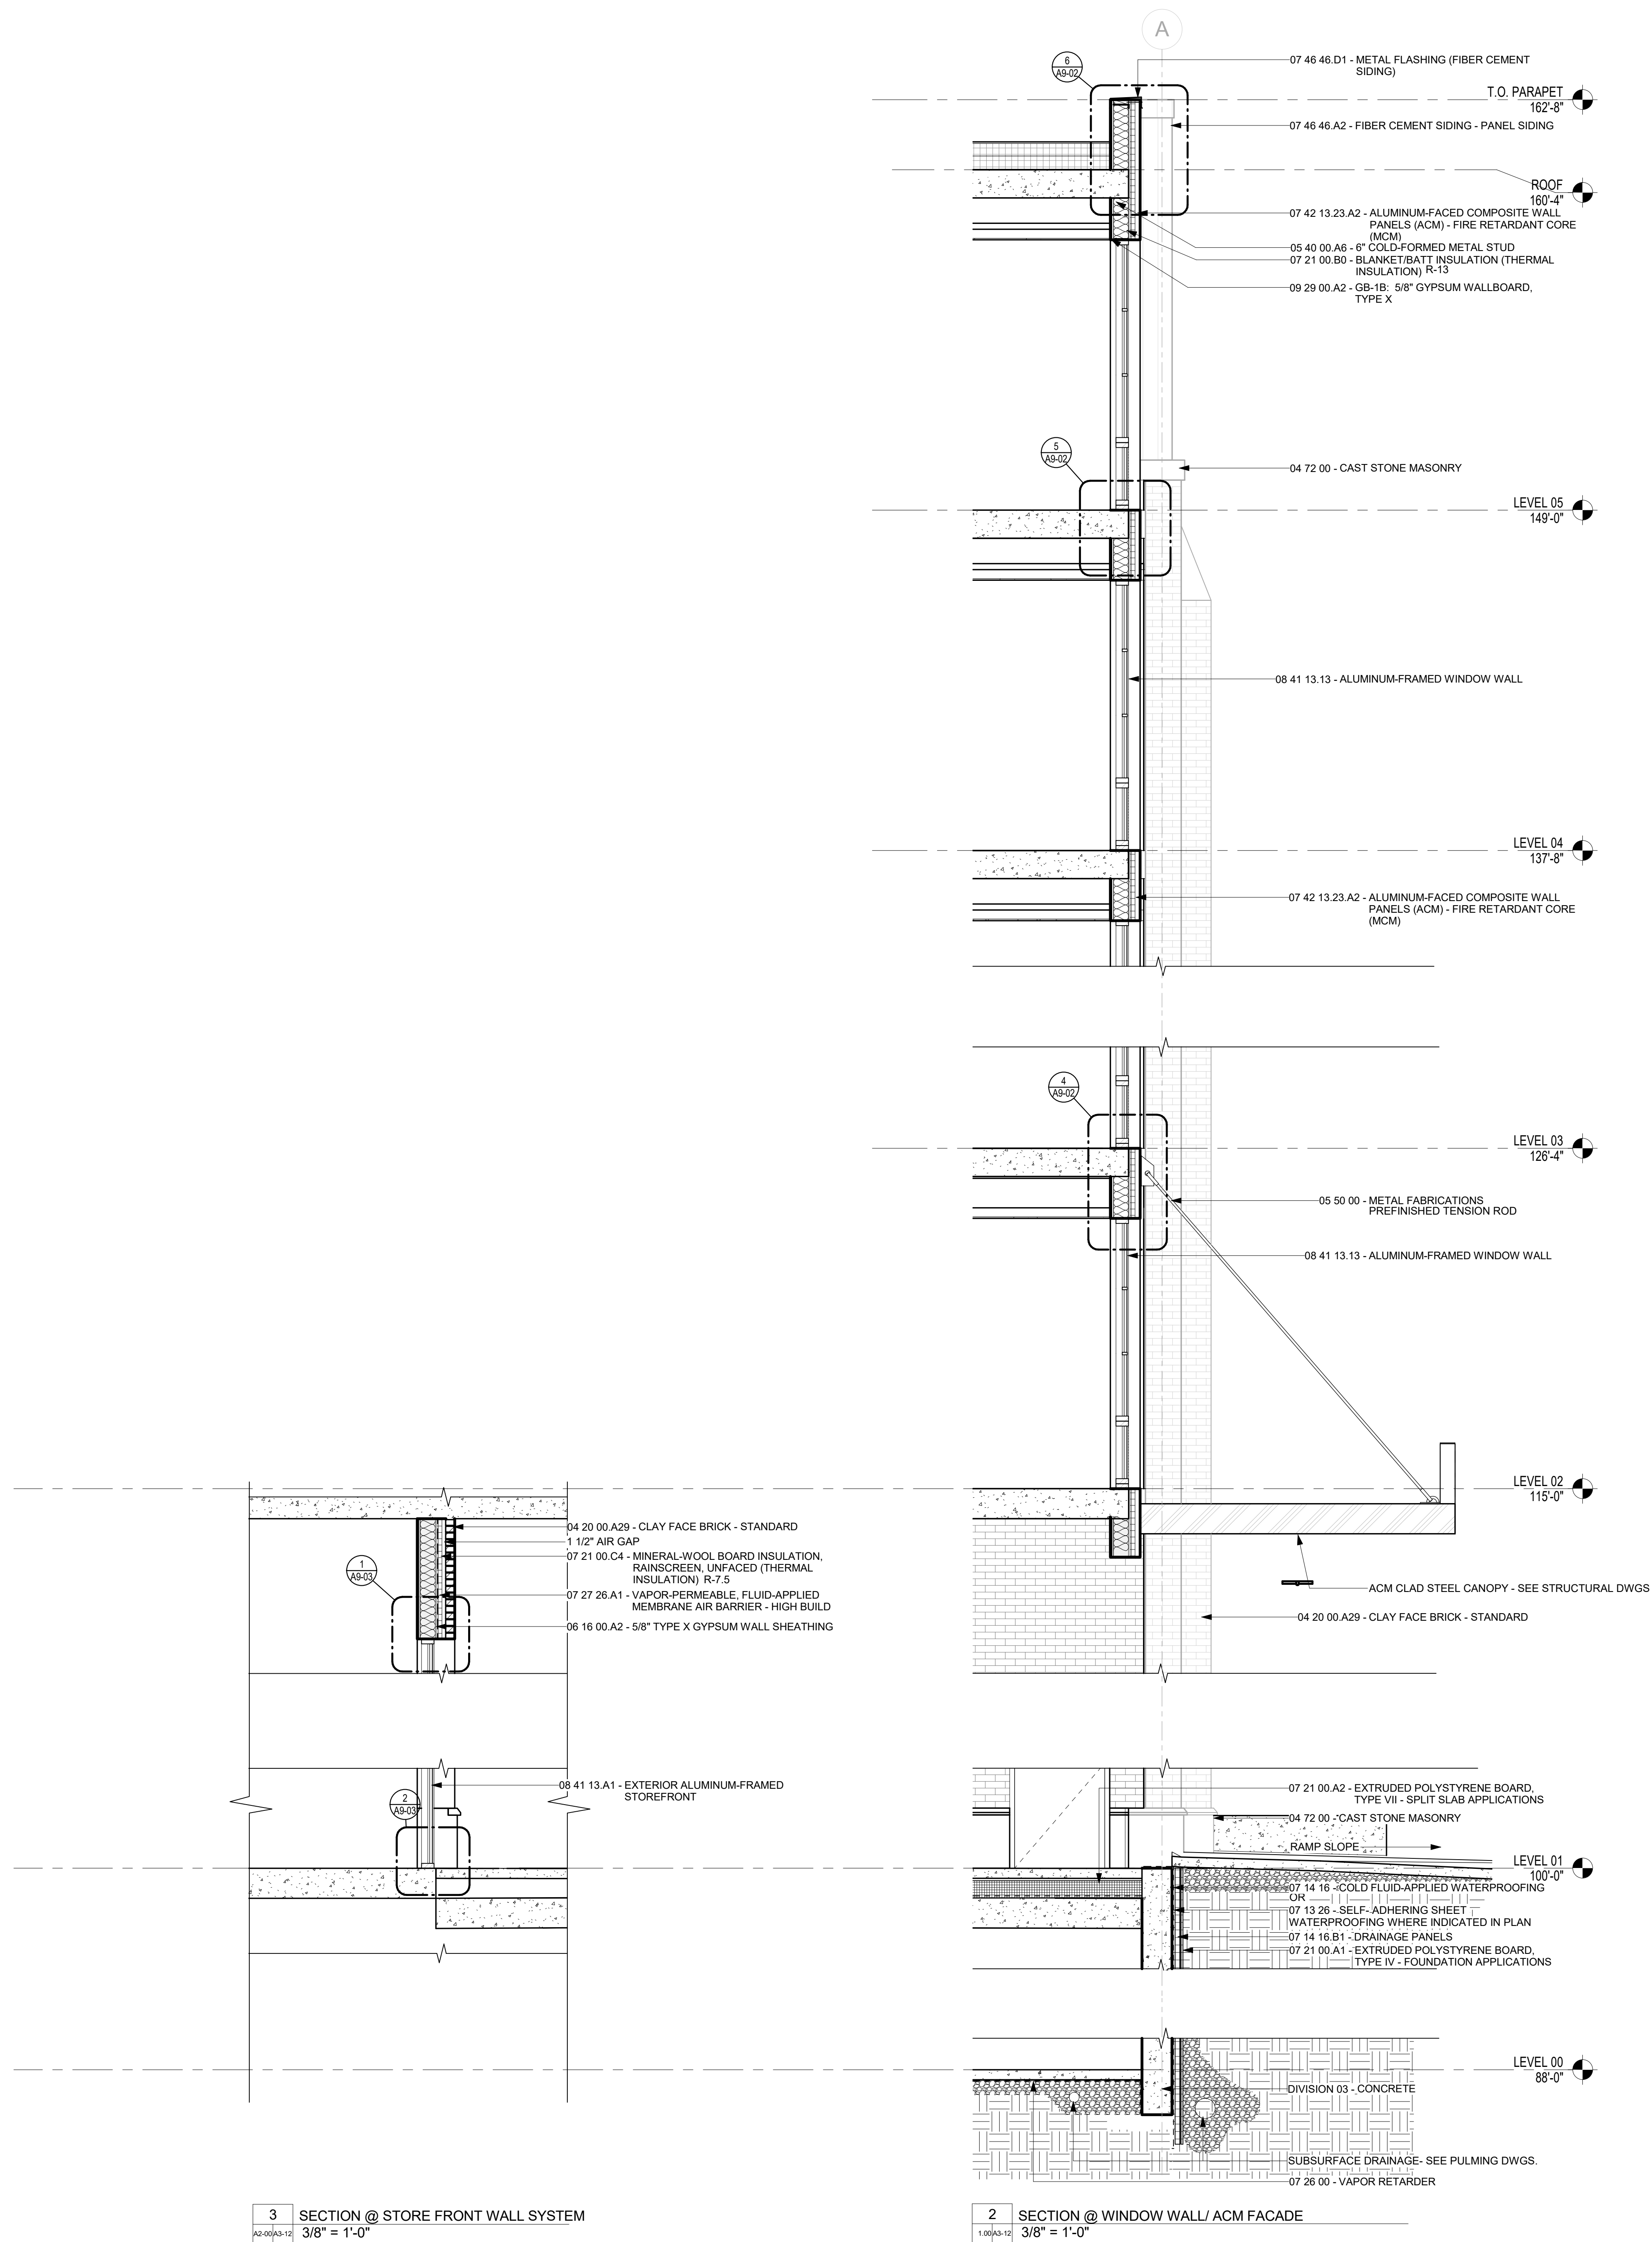 A
6
A9-02
07 46 46.D1 - METAL FLASHING (FIBER CEMENT
SIDING)
T.O. PARAPET
162'-8"
07 46 46.A2 - FIBER CEMENT SIDING - PANEL SIDING
ROOF
160'-4"
07 42 13.23.A2 - ALUMINUM-FACED COMPOSITE WALL
PANELS (ACM) - FIRE RETARDANT CORE
(MCM)
05 40 00.A6 - 6" COLD-FORMED METAL STUD
07 21 00.B0 - BLANKET/BATT INSULATION (THERMAL
INSULATION) R-13
09 29 00.A2 - GB-1B: 5/8" GYPSUM WALLBOARD,
TYPE X
5
A9-02
04 72 00 - CAST STONE MASONRY
LEVEL 05
149'-0"
08 41 13.13 - ALUMINUM-FRAMED WINDOW WALL
LEVEL 04
137'-8"
07 42 13.23.A2 - ALUMINUM-FACED COMPOSITE WALL
PANELS (ACM) - FIRE RETARDANT CORE
(MCM)
4
A9-02
LEVEL 03
126'-4"
05 50 00 - METAL FABRICATIONS
PREFINISHED TENSION ROD
08 41 13.13 - ALUMINUM-FRAMED WINDOW WALL
LEVEL 02
115'-0"
ACM CLAD STEEL CANOPY - SEE STRUCTURAL DWGS
04 20 00.A29 - CLAY FACE BRICK - STANDARD
04 20 00.A29 - CLAY FACE BRICK - STANDARD
1 1/2" AIR GAP
07 21 00.C4 - MINERAL-WOOL BOARD INSULATION,
RAINSCREEN, UNFACED (THERMAL
INSULATION) R-7.5
07 27 26.A1 - VAPOR-PERMEABLE, FLUID-APPLIED
MEMBRANE AIR BARRIER - HIGH BUILD
06 16 00.A2 - 5/8" TYPE X GYPSUM WALL SHEATHING
1
A9-03
08 41 13.A1 - EXTERIOR ALUMINUM-FRAMED
STOREFRONT
2
A9-03
07 21 00.A2 - EXTRUDED POLYSTYRENE BOARD,
TYPE VII - SPLIT SLAB APPLICATIONS
04 72 00 - CAST STONE MASONRY
RAMP SLOPE
LEVEL 01
100'-0"
07 14 16 - COLD FLUID-APPLIED WATERPROOFING
OR
07 13 26 - SELF- ADHERING SHEET
WATERPROOFING WHERE INDICATED IN PLAN
07 14 16.B1 - DRAINAGE PANELS
07 21 00.A1 - EXTRUDED POLYSTYRENE BOARD,
TYPE IV - FOUNDATION APPLICATIONS
LEVEL 00
88'-0"
DIVISION 03 - CONCRETE
SUBSURFACE DRAINAGE- SEE PULMING DWGS.
07 26 00 - VAPOR RETARDER
3
SECTION @ STORE FRONT WALL SYSTEM
A2-00 A3-12
3/8" = 1'-0"
2
SECTION @ WINDOW WALL/ ACM FACADE
1.00 A3-12
3/8" = 1'-0"